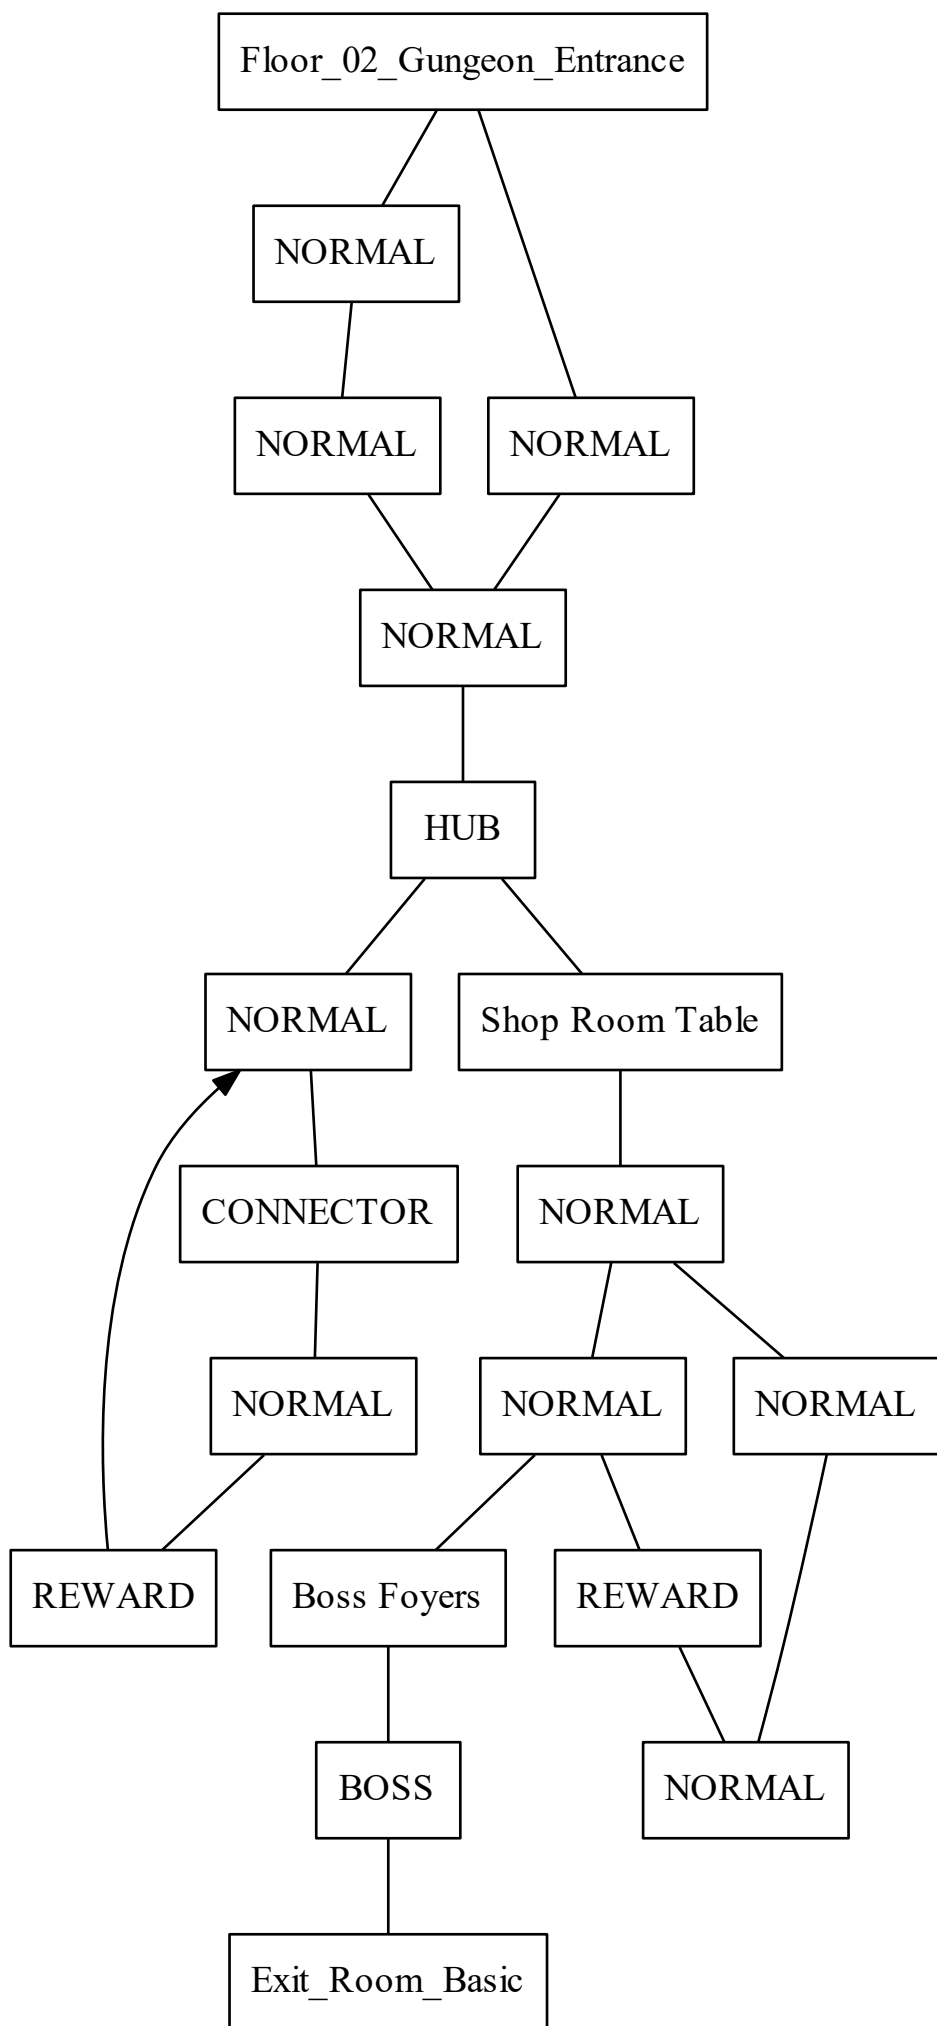 Floor_02_Gungeon_Entrance
NORMAL
NORMAL
NORMAL
NORMAL
HUB
NORMAL
Shop Room Table
CONNECTOR
NORMAL
NORMAL
NORMAL
NORMAL
REWARD
Boss Foyers
REWARD
BOSS
NORMAL
Exit_Room_Basic